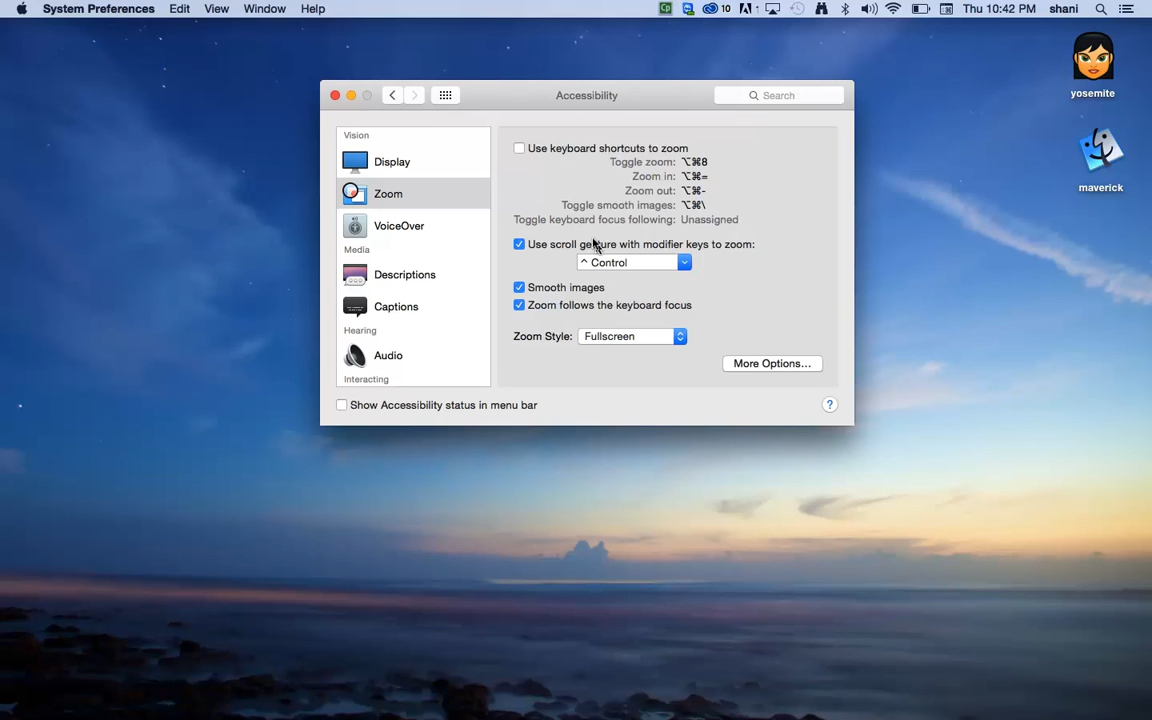 System Preferences Edit View Window Help
10 Thu 10:42 PM shani
yosemite
maverick
Accessibility
Search
Vision
Display
Zoom
VoiceOver
Media
Descriptions
Captions
Hearing
Audio
Interacting
Use keyboard shortcuts to zoom
Toggle zoom: ⌥⌘8
Zoom in: ⌥⌘=
Zoom out: ⌥⌘-
Toggle smooth images: ⌥⌘\
Toggle keyboard focus following: Unassigned
Use scroll gesture with modifier keys to zoom:
^ Control
Smooth images
Zoom follows the keyboard focus
Zoom Style: Fullscreen
More Options...
Show Accessibility status in menu bar
?